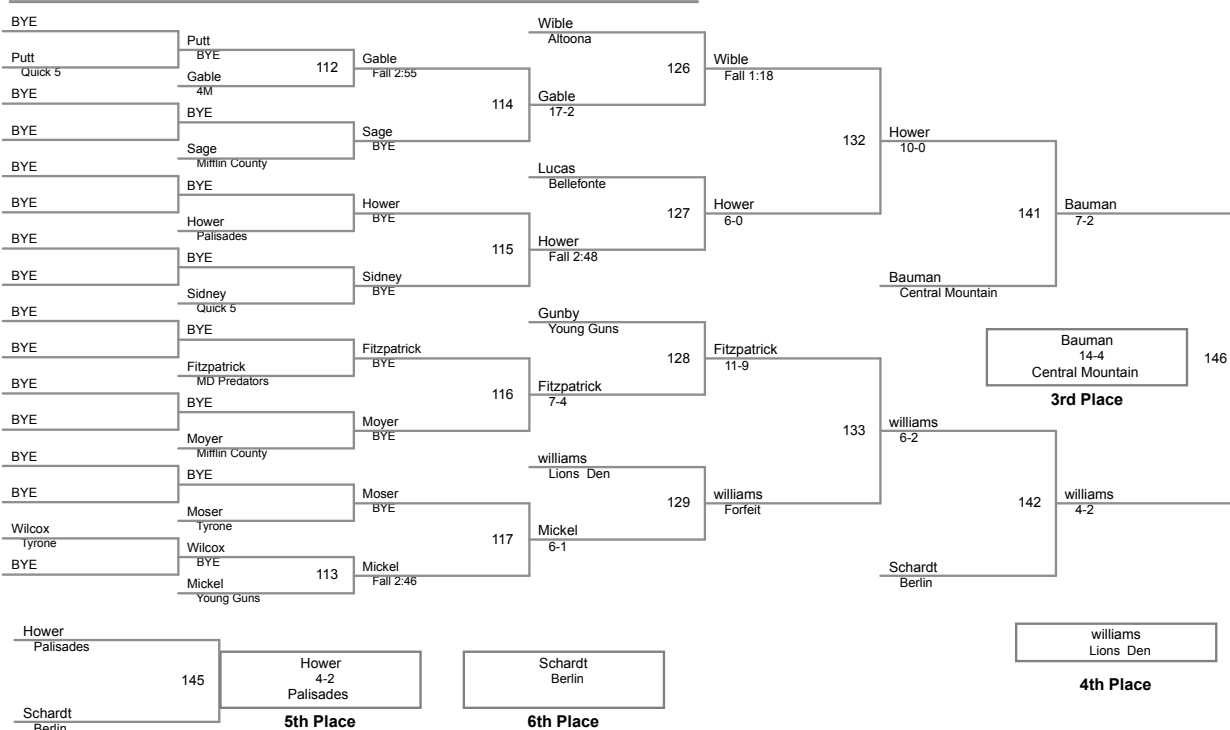 BYE
Putt
Quick 5
BYE
BYE
BYE
BYE
BYE
BYE
BYE
BYE
BYE
BYE
BYE
BYE
Wilcox
Tyrone
BYE
Putt
BYE
112
Gable
4M
BYE
Sage
Mifflin County
BYE
Hower
Palisades
BYE
Sidney
Quick 5
BYE
Fitzpatrick
MD Predators
BYE
Moyer
Mifflin County
BYE
Moser
Tyrone
Wilcox
BYE
113
Mickel
Young Guns
Gable
Fall 2:55
114
Sage
BYE
Hower
BYE
115
Sidney
BYE
Fitzpatrick
BYE
116
Moyer
BYE
Moser
BYE
117
Mickel
Fall 2:46
Wible
Altoona
126
Gable
17-2
Lucas
Bellefonte
127
Hower
Fall 2:48
Gunby
Young Guns
128
Fitzpatrick
7-4
williams
Lions Den
129
Mickel
6-1
Wible
Fall 1:18
132
Hower
6-0
Fitzpatrick
11-9
133
williams
Forfeit
Hower
10-0
141
Bauman
Central Mountain
williams
6-2
142
Schardt
Berlin
Bauman
7-2
Bauman
14-4
Central Mountain
146
3rd Place
williams
4-2
williams
Lions Den
4th Place
Hower
Palisades
145
Schardt
Berlin
Hower
4-2
Palisades
5th Place
Schardt
Berlin
6th Place